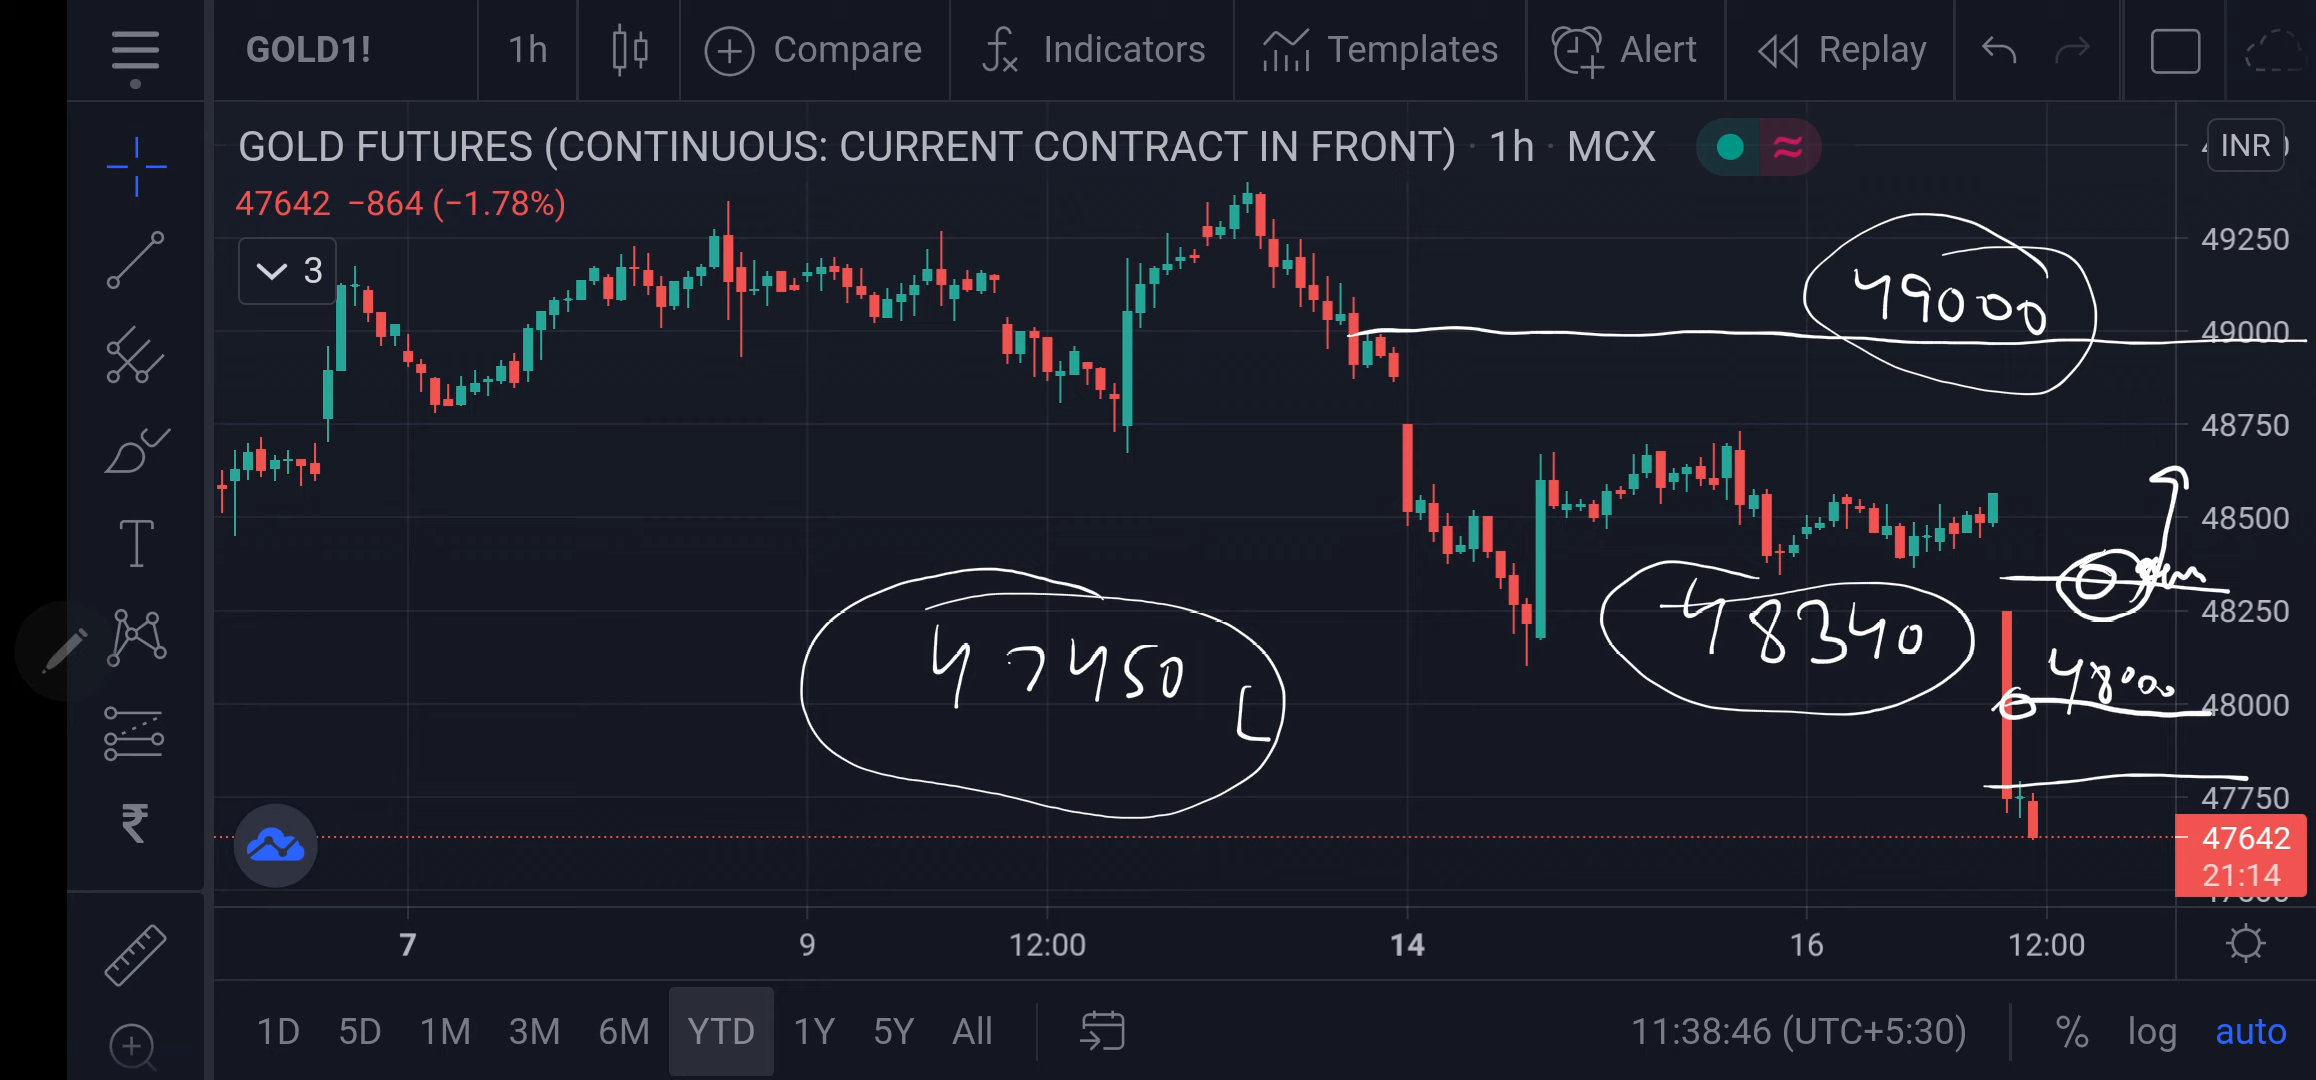 GOLD1! 1h Compare Indicators Templates Alert Replay
GOLD FUTURES (CONTINUOUS: CURRENT CONTRACT IN FRONT) · 1h · MCX
INR
47642 −864 (−1.78%)
3
49250
49000
49000
48750
48500
48250
48340
47450
48000
48000
47750
47642
21:14
7 9 12:00 14 16 12:00
1D 5D 1M 3M 6M YTD 1Y 5Y All
11:38:46 (UTC+5:30) % log auto